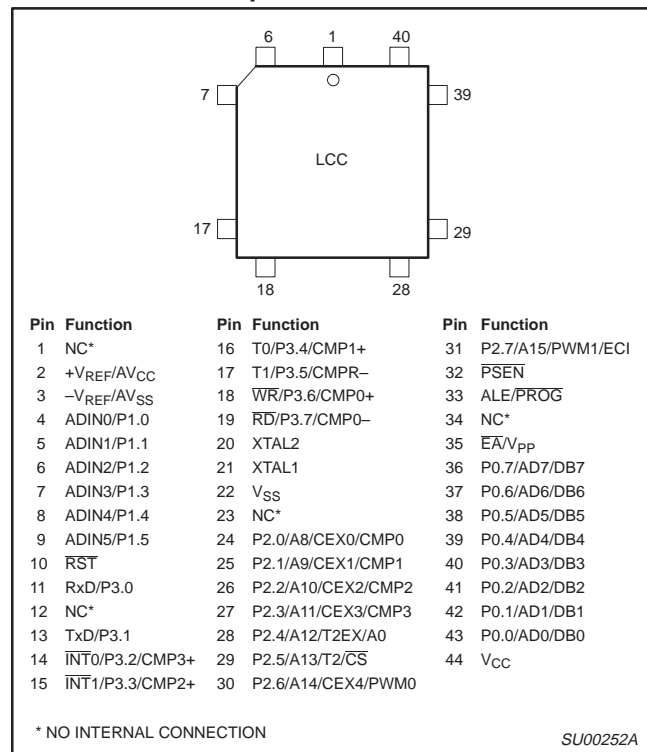 6 1 40
7 39
LCC
17 29
18 28
Pin Function Pin Function Pin Function
1 NC* 16 T0/P3.4/CMP1+ 31 P2.7/A15/PWM1/ECI
2 +VREF/AVCC 17 T1/P3.5/CMPR– 32 P̅S̅E̅N̅
3 –VREF/AVSS 18 W̅R̅/P3.6/CMP0+ 33 ALE/P̅R̅O̅G̅
4 ADIN0/P1.0 19 R̅D̅/P3.7/CMP0– 34 NC*
5 ADIN1/P1.1 20 XTAL2 35 E̅A̅/VPP
6 ADIN2/P1.2 21 XTAL1 36 P0.7/AD7/DB7
7 ADIN3/P1.3 22 VSS 37 P0.6/AD6/DB6
8 ADIN4/P1.4 23 NC* 38 P0.5/AD5/DB5
9 ADIN5/P1.5 24 P2.0/A8/CEX0/CMP0 39 P0.4/AD4/DB4
10 R̅S̅T̅ 25 P2.1/A9/CEX1/CMP1 40 P0.3/AD3/DB3
11 RxD/P3.0 26 P2.2/A10/CEX2/CMP2 41 P0.2/AD2/DB2
12 NC* 27 P2.3/A11/CEX3/CMP3 42 P0.1/AD1/DB1
13 TxD/P3.1 28 P2.4/A12/T2EX/A0 43 P0.0/AD0/DB0
14 I̅N̅T̅0/P3.2/CMP3+ 29 P2.5/A13/T2/C̅S̅ 44 VCC
15 I̅N̅T̅1/P3.3/CMP2+ 30 P2.6/A14/CEX4/PWM0
* NO INTERNAL CONNECTION SU00252A